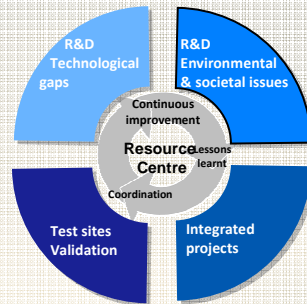 R&D
Technological
gaps
R&D
Environmental
& societal issues
Continuous
improvement
Resource
Centre
Lessons
learnt
Coordination
Test sites
Validation
Integrated
projects